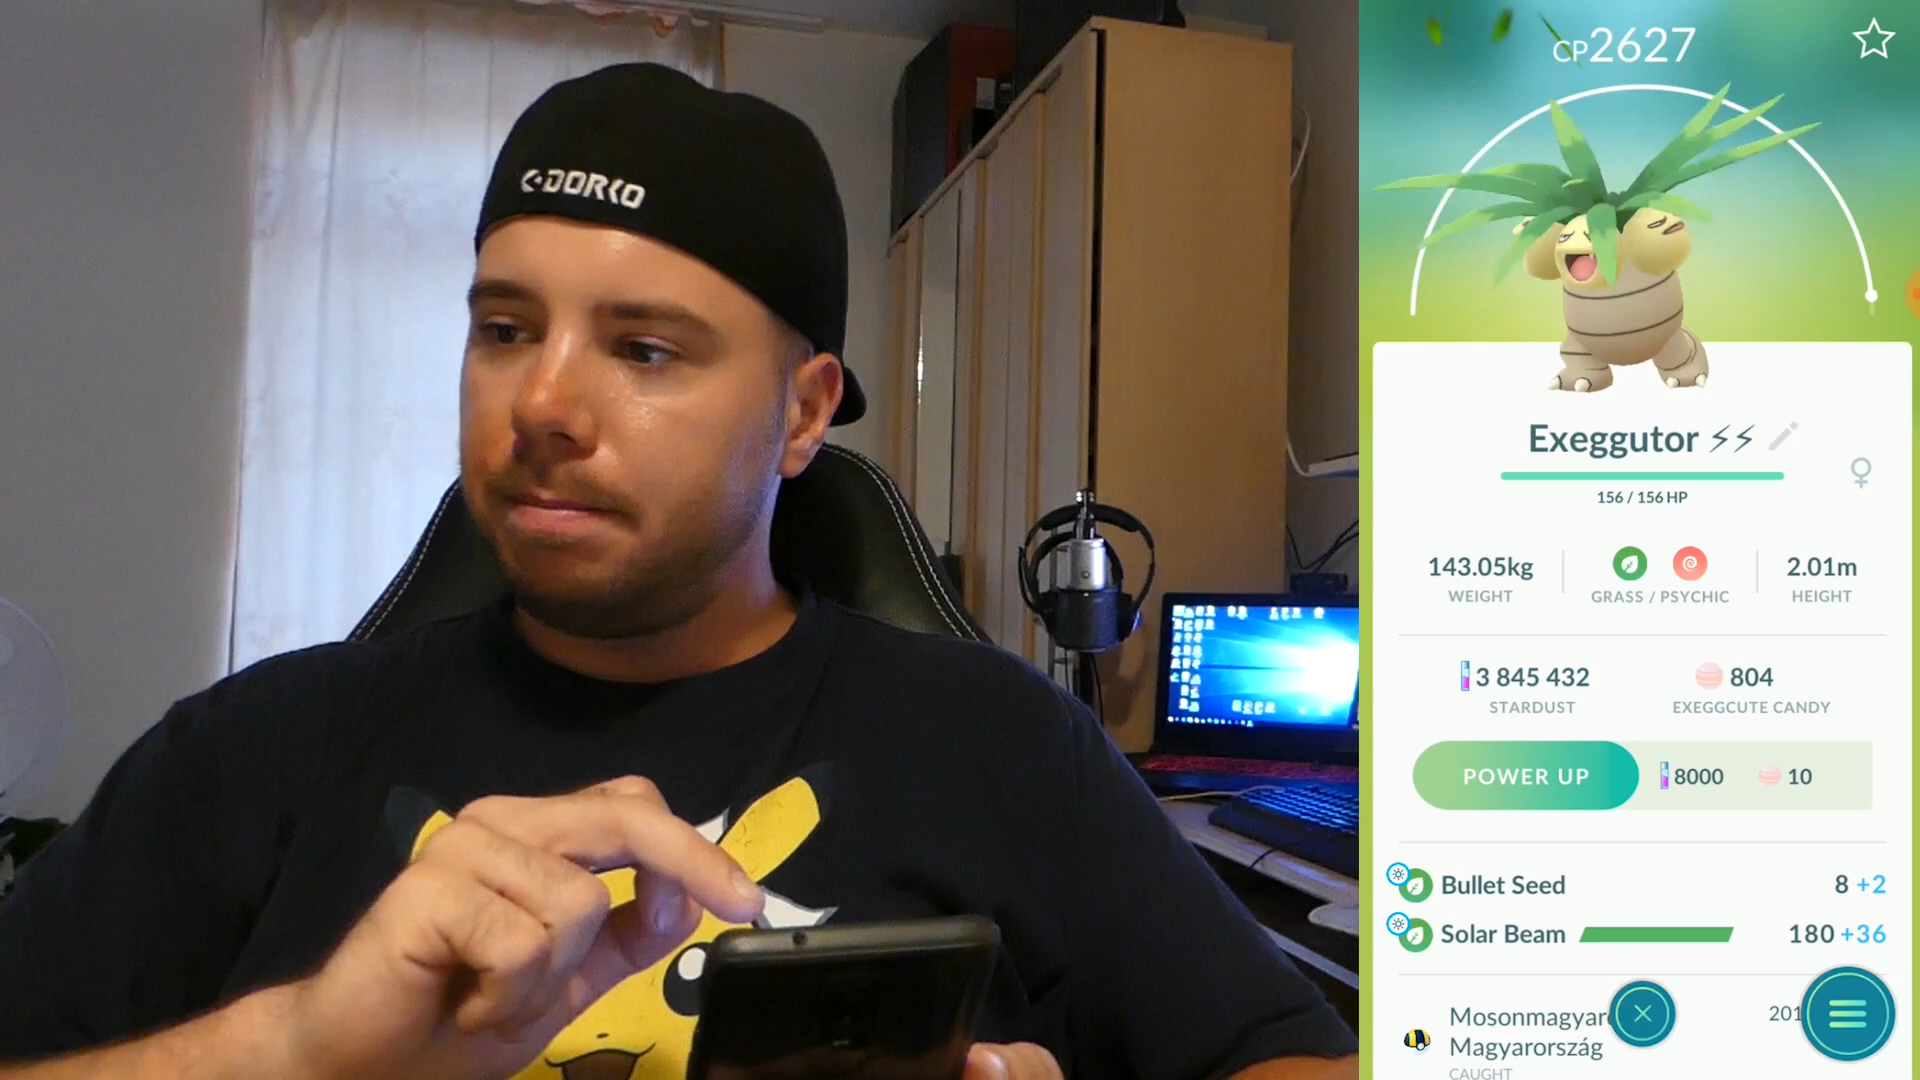 DORKO
CP2627
Exeggutor ⚡⚡
156 / 156 HP
143.05kg
WEIGHT
GRASS / PSYCHIC
2.01m
HEIGHT
3 845 432
STARDUST
804
EXEGGCUTE CANDY
POWER UP
8000
10
Bullet Seed
8 +2
Solar Beam
180 +36
201
Magyarország
CAUGHT